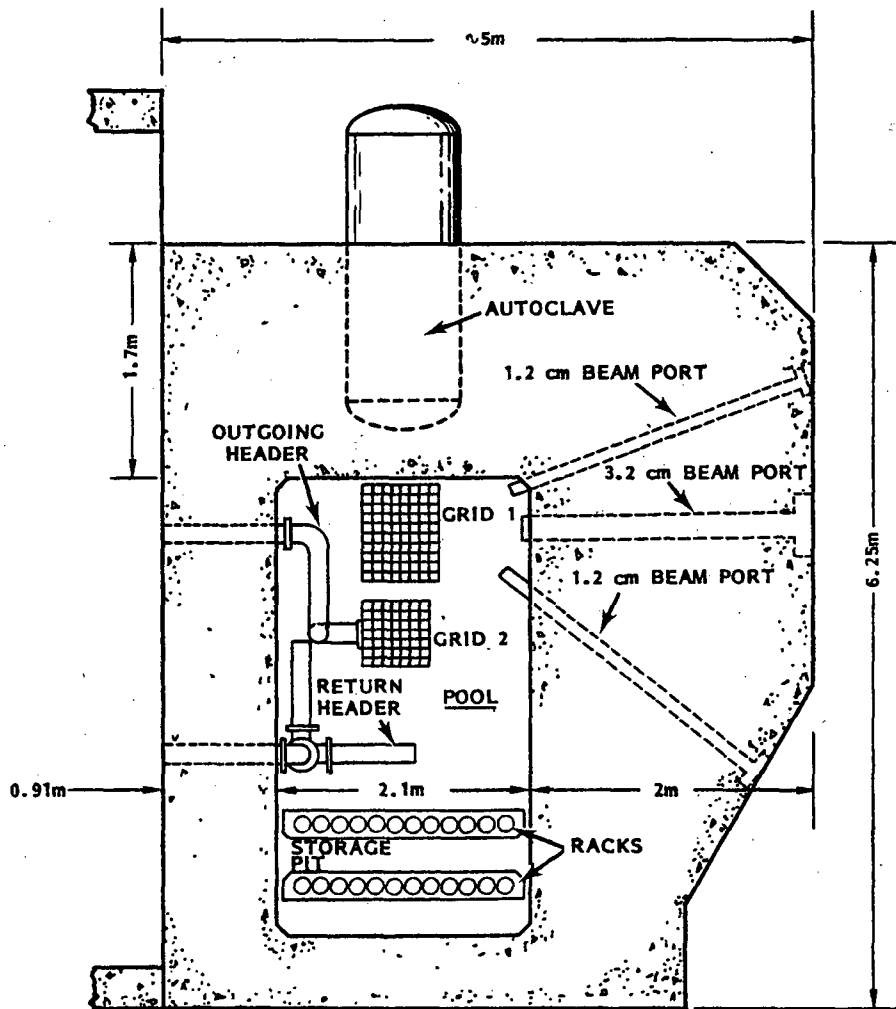 ~5m
AUTOCLAVE
1.7m
1.2 cm BEAM PORT
OUTGOING
HEADER
3.2 cm BEAM PORT
GRID 1
1.2 cm BEAM PORT
6.25m
GRID 2
RETURN
HEADER
POOL
0.91m
2.1m
2m
STORAGE
PIT
RACKS